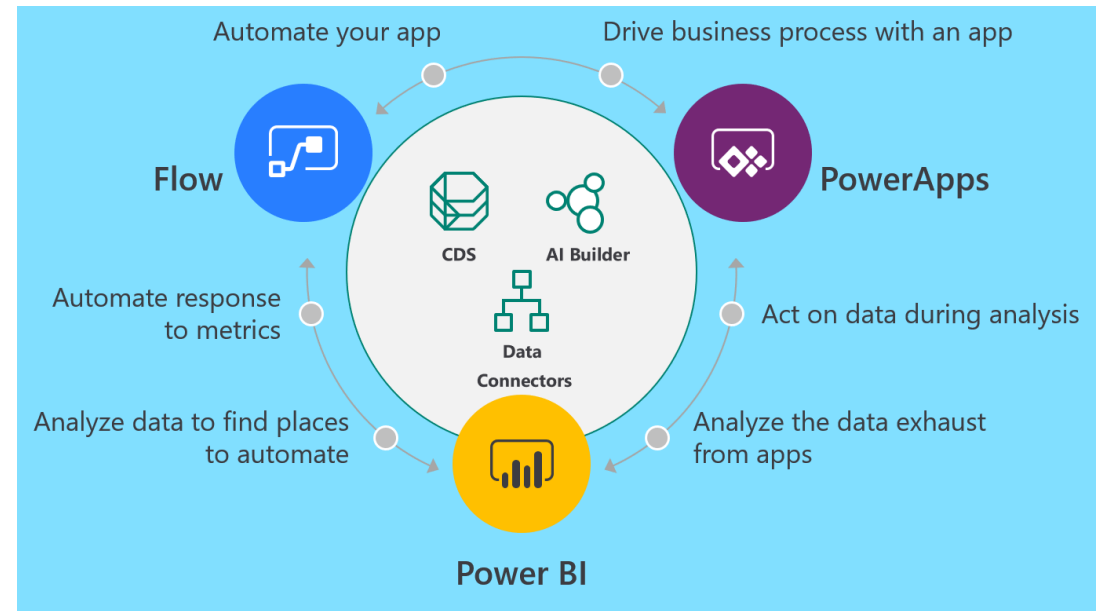 Automate your app
Drive business process with an app
Flow
PowerApps
CDS
AI Builder
Data
Connectors
Automate response
to metrics
Act on data during analysis
Analyze data to find places
to automate
Analyze the data exhaust
from apps
Power BI